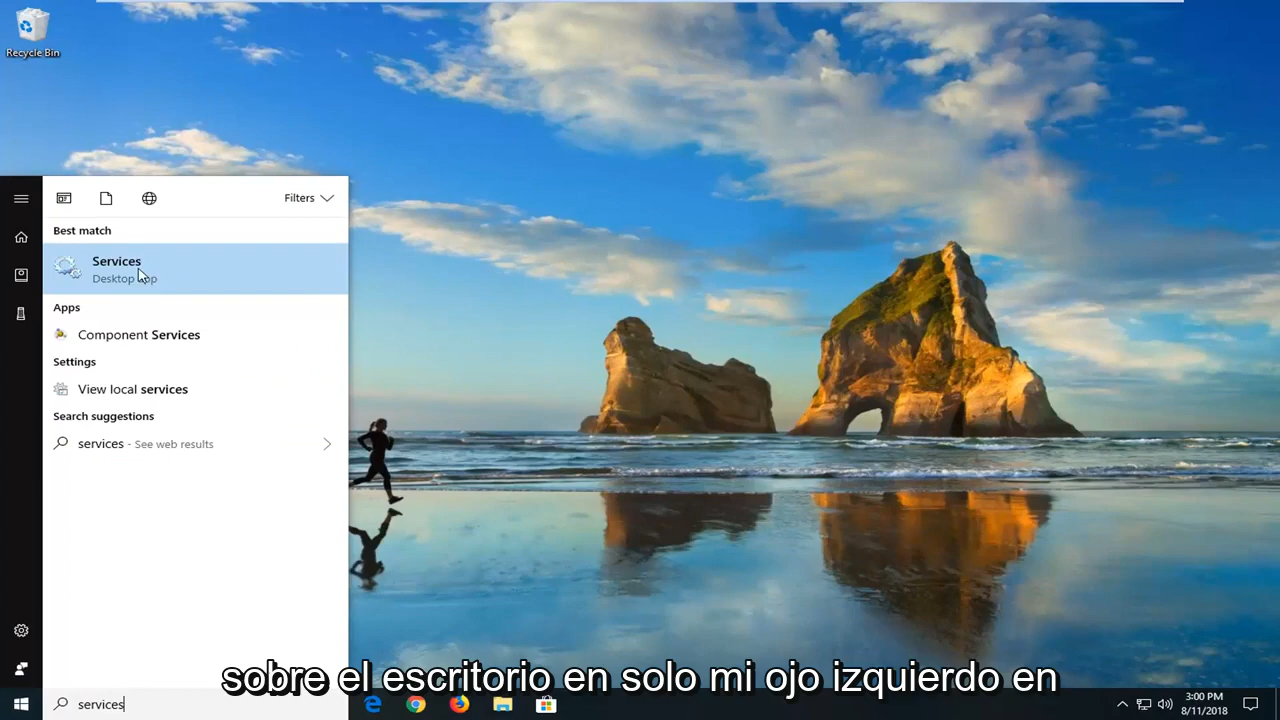 Recycle Bin
Filters
Best match
Services
Desktop app
Apps
Component Services
Settings
View local services
Search suggestions
services - See web results
sobre el escritorio en solo mi ojo izquierdo en
services
3:00 PM
8/11/2018